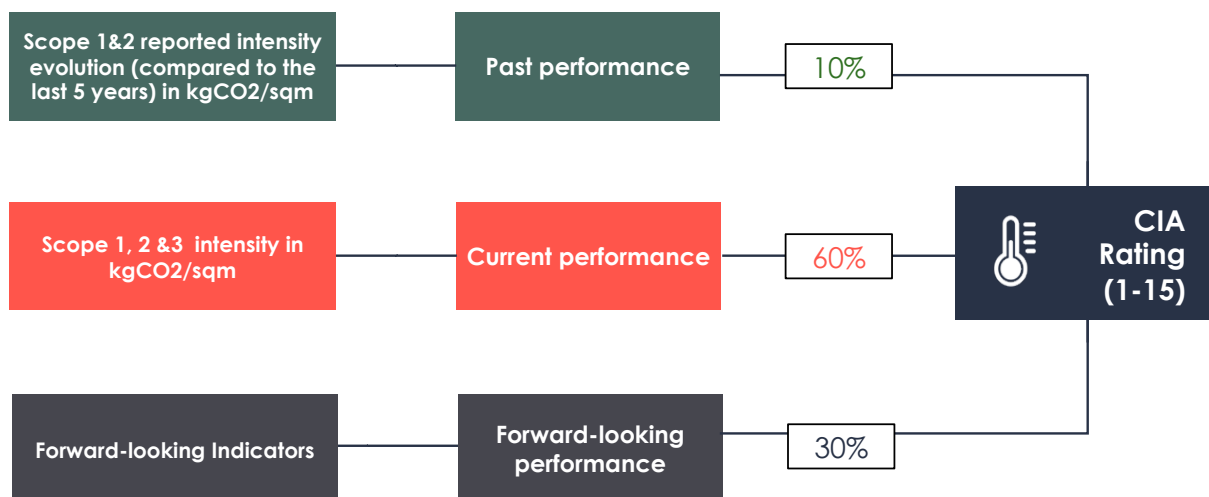 Scope 1&2 reported intensity
evolution (compared to the
last 5 years) in kgCO2/sqm
Past performance
10%
Scope 1, 2 &3 intensity in
kgCO2/sqm
Current performance
60%
CIA
Rating
(1-15)
Forward-looking Indicators
Forward-looking
performance
30%